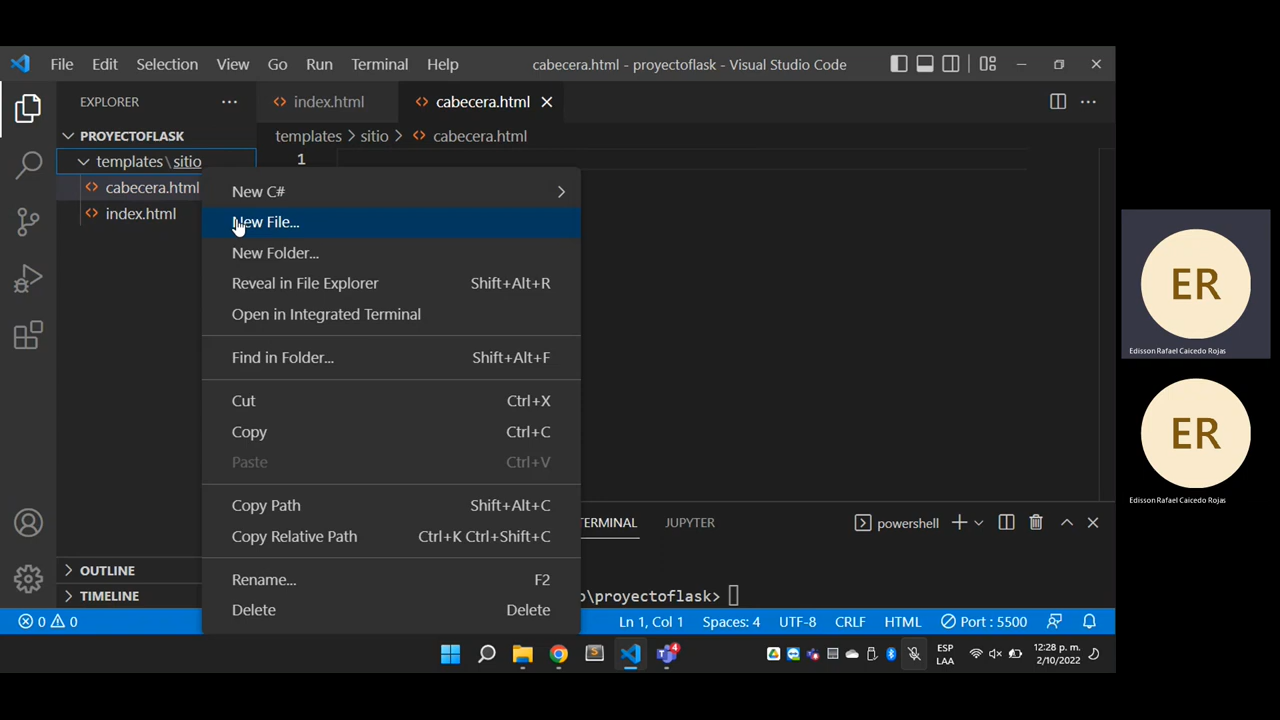 File Edit Selection View Go Run Terminal Help cabecera.html - proyectoflask - Visual Studio Code
EXPLORER index.html cabecera.html
PROYECTOFLASK templates > sitio > cabecera.html
templates\sitio 1
cabecera.html
index.html
New C#
New File...
New Folder...
Reveal in File Explorer Shift+Alt+R
Open in Integrated Terminal
Find in Folder... Shift+Alt+F
Cut Ctrl+X
Copy Ctrl+C
Paste Ctrl+V
Copy Path Shift+Alt+C
Copy Relative Path Ctrl+K Ctrl+Shift+C
Rename... F2
Delete Delete
TERMINAL JUPYTER powershell
\proyectoflask>
OUTLINE
TIMELINE
0 0 Ln 1, Col 1 Spaces: 4 UTF-8 CRLF HTML Port : 5500
ESP
LAA
12:28 p. m.
2/10/2022
4
S
ER
Edisson Rafael Caicedo Rojas
ER
Edisson Rafael Caicedo Rojas